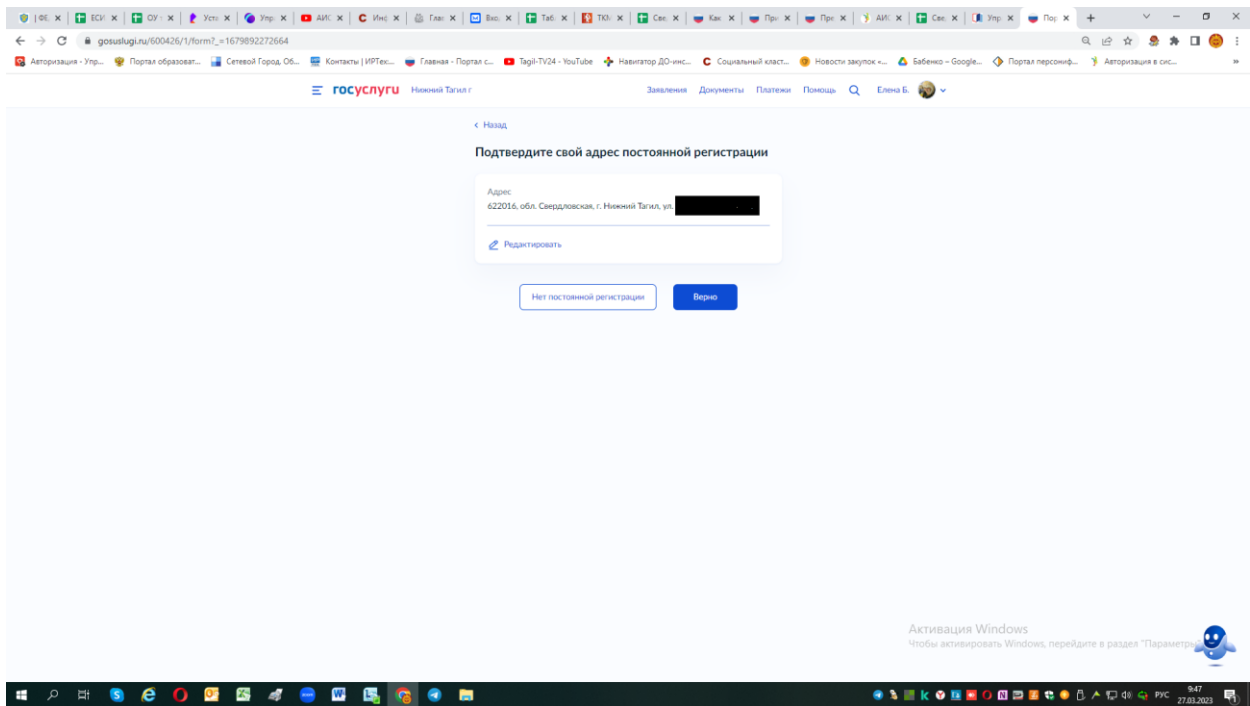 gosuslugi.ru/600426/1/form?_=1679892272664
Авторизация - Упр... Портал образоват... Сетевой Город. Об... Контакты | ИРТех... Главная - Портал с... Tagil-TV24 - YouTube Навигатор ДО-инс... Социальный класт... Новости закупок «... Бабенко – Google... Портал персониф... Авторизация в сис...
госуслуги Нижний Тагил г Заявления Документы Платежи Помощь Елена Б.
Назад
Подтвердите свой адрес постоянной регистрации
Адрес
622016, обл. Свердловская, г. Нижний Тагил, ул.
Редактировать
Нет постоянной регистрации Верно
Активация Windows
Чтобы активировать Windows, перейдите в раздел "Параметры
РУС 9:47
27.03.2023